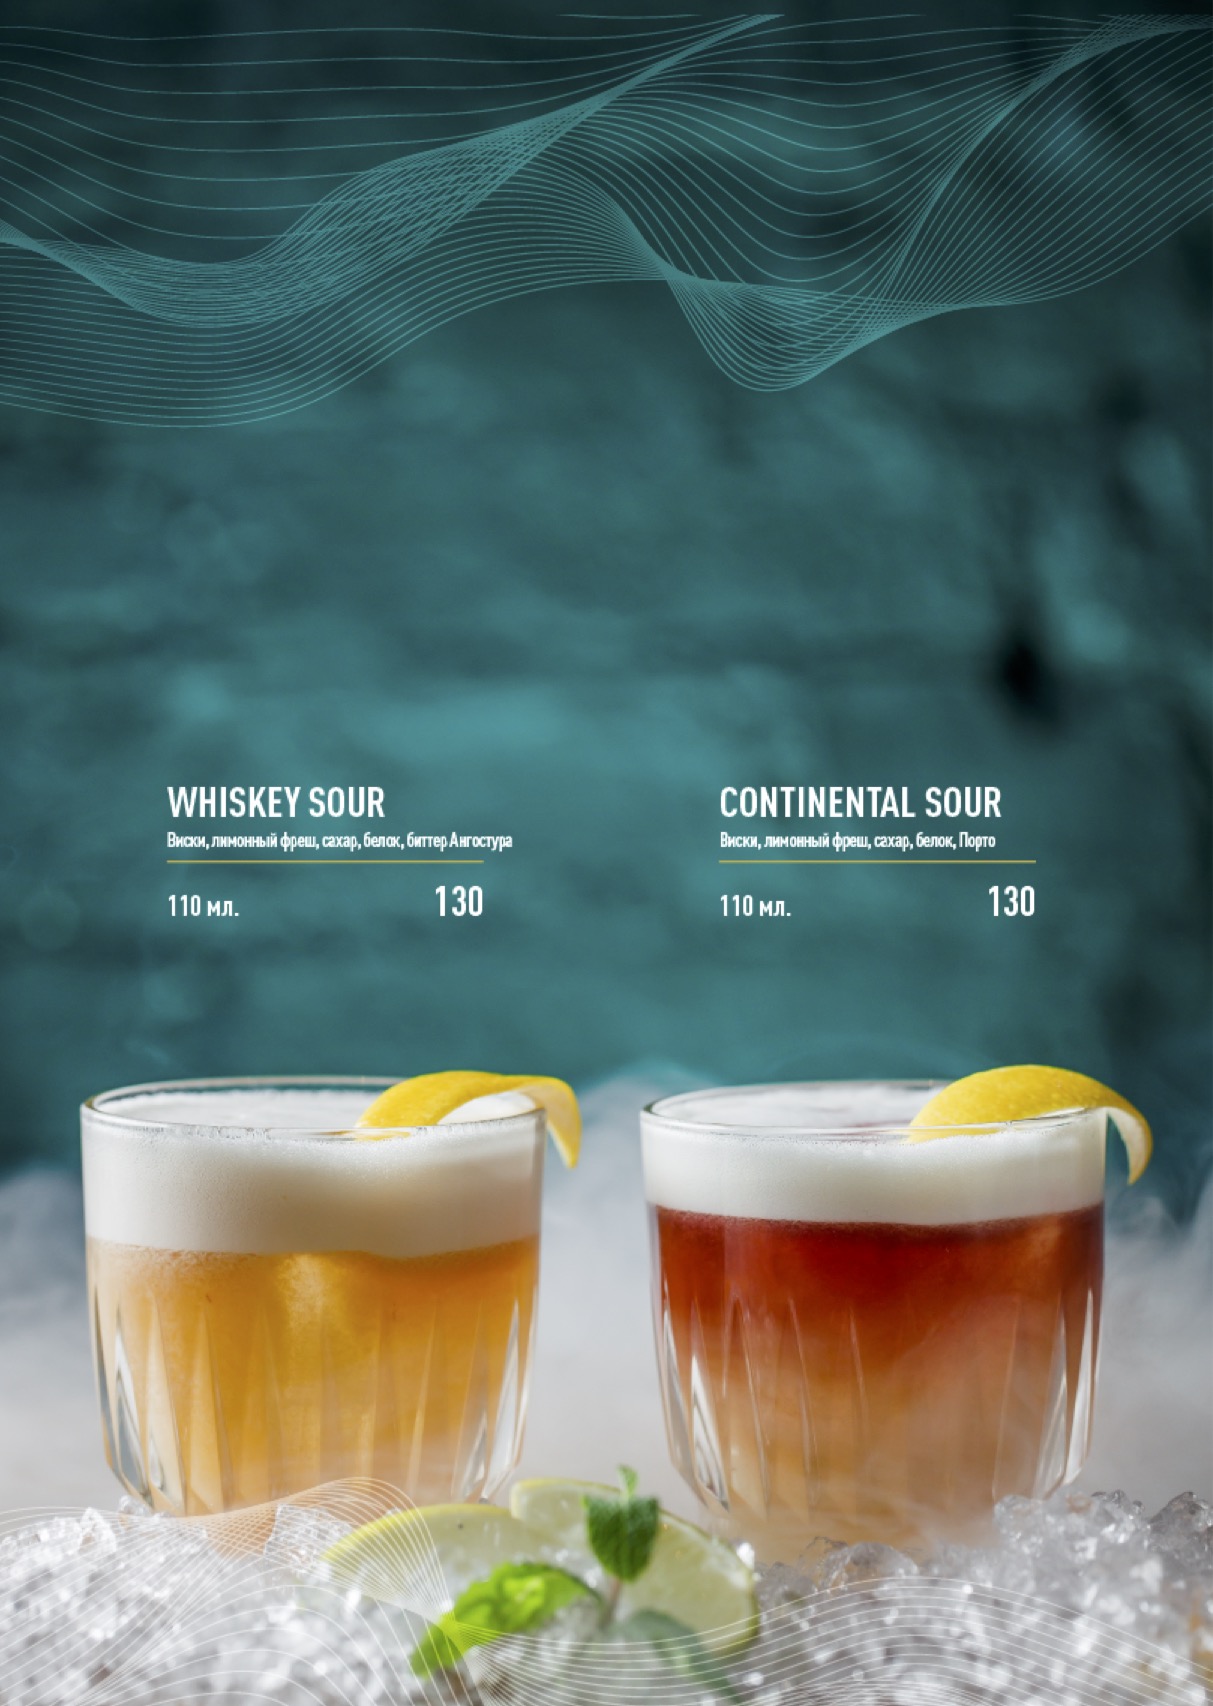 WHISKEY SOUR
Виски, лимонный фреш, сахар, белок, биттер Ангостура
110 мл.
130
CONTINENTAL SOUR
Виски, лимонный фреш, сахар, белок, Порто
110 мл.
130